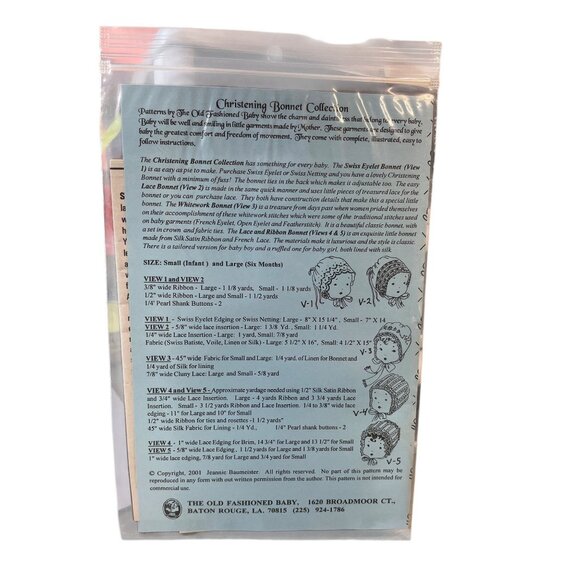 Christening Bonnet Collection
Patterns by The Old Fashioned Baby show the charm and daintiness that belong to every baby.
Baby will be well and smiling in little garments made by Mother. These garments are designed to give
baby the greatest comfort and freedom of movement. They come with complete, illustrated, easy to
follow instructions.
The Christening Bonnet Collection has something for every baby. The Swiss Eyelet Bonnet (View
1) is as easy as pie to make. Purchase Swiss Eyelet or Swiss Netting and you have a lovely Christening
Bonnet with a minimum of fuss! The bonnet ties in the back which makes it adjustable too. The easy
Lace Bonnet (View 2) is made in the same quick manner and uses little pieces of treasured lace for the
bonnet or you can purchase lace. They both have construction details that make this a special little
bonnet. The Whitework Bonnet (View 3) is a treasure from days past when women prided themselves
on their accomplishment of these whitework stitches which were some of the traditional stitches used
on baby garments (French Eyelet, Open Eyelet and Featherstitch). It is a beautiful classic bonnet, with
a set in crown and fabric ties. The Lace and Ribbon Bonnet (Views 4 & 5) is an exquisite little bonnet
made from Silk Satin Ribbon and French Lace. The materials make it luxurious and the style is classic.
There is a tailored version for baby boy and a ruffled one for baby girl, both lined with silk.
SIZE: Small (Infant ) and Large (Six Months)
VIEW 1 and VIEW 2
3/8" wide Ribbon - Large - 1 1/8 yards, Small - 1 1/8 yards
1/2" wide Ribbon - Large and Small - 1 1/2 yards
1/4' Pearl Shank Buttons - 2
V-1
V-2
VIEW 1 - Swiss Eyelet Edging or Swiss Netting: Large - 8" X 15 1/4", Small - 7" X 14
VIEW 2 - 5/8" wide lace insertion - Large: 1 3/8 Yd., Small: 1 1/4 Yd.
1/4" wide Lace Insertion - Large: 1 yard, Small: 7/8 yard
Fabric (Swiss Batiste, Voile, Linen or Silk) - Large: 5 1/2" X 16", Small: 4 1/2" X 15"
V-3
VIEW 3 - 45" wide Fabric for Small and Large: 1/4 yard. of Linen for Bonnet and
1/4 yard of Silk for lining
7/8" wide Cluny Lace: Large and Small - 5/8 yard
VIEW 4 and View 5 - Approximate yardage needed using 1/2" Silk Satin Ribbon
and 3/4" wide Lace Insertion. Large - 4 yards Ribbon and 3 3/4 yards Lace
Insertion. Small - 3 1/2 yards Ribbon and Lace Insertion. 1/4 to 3/8" wide lace
edging - 11" for Large and 10" for Small
1/2" wide Ribbon for ties and rosettes -1 1/2 yards"
45" wide Silk Fabric for Lining - 1/4 Yd., 1/4" Pearl shank buttons - 2
V-4
VIEW 4 - 1" wide Lace Edging for Brim, 14 3/4" for Large and 13 1/2" for Small
VIEW 5 - 5/8" wide Lace Edging, 1 1/2 yards for Large and 1 3/8 yards for Small
1" wide lace edging, 7/8 yard for Large and 3/4 yard for Small
V-5
© Copyright, 2001 Jeannie Baumeister. All rights reserved. No part of this pattern may be
reproduced in any form with out written permission from the author. This pattern is not intended for
commercial use.
THE OLD FASHIONED BABY, 1620 BROADMOOR CT.,
BATON ROUGE, LA. 70815 (225) 924-1786